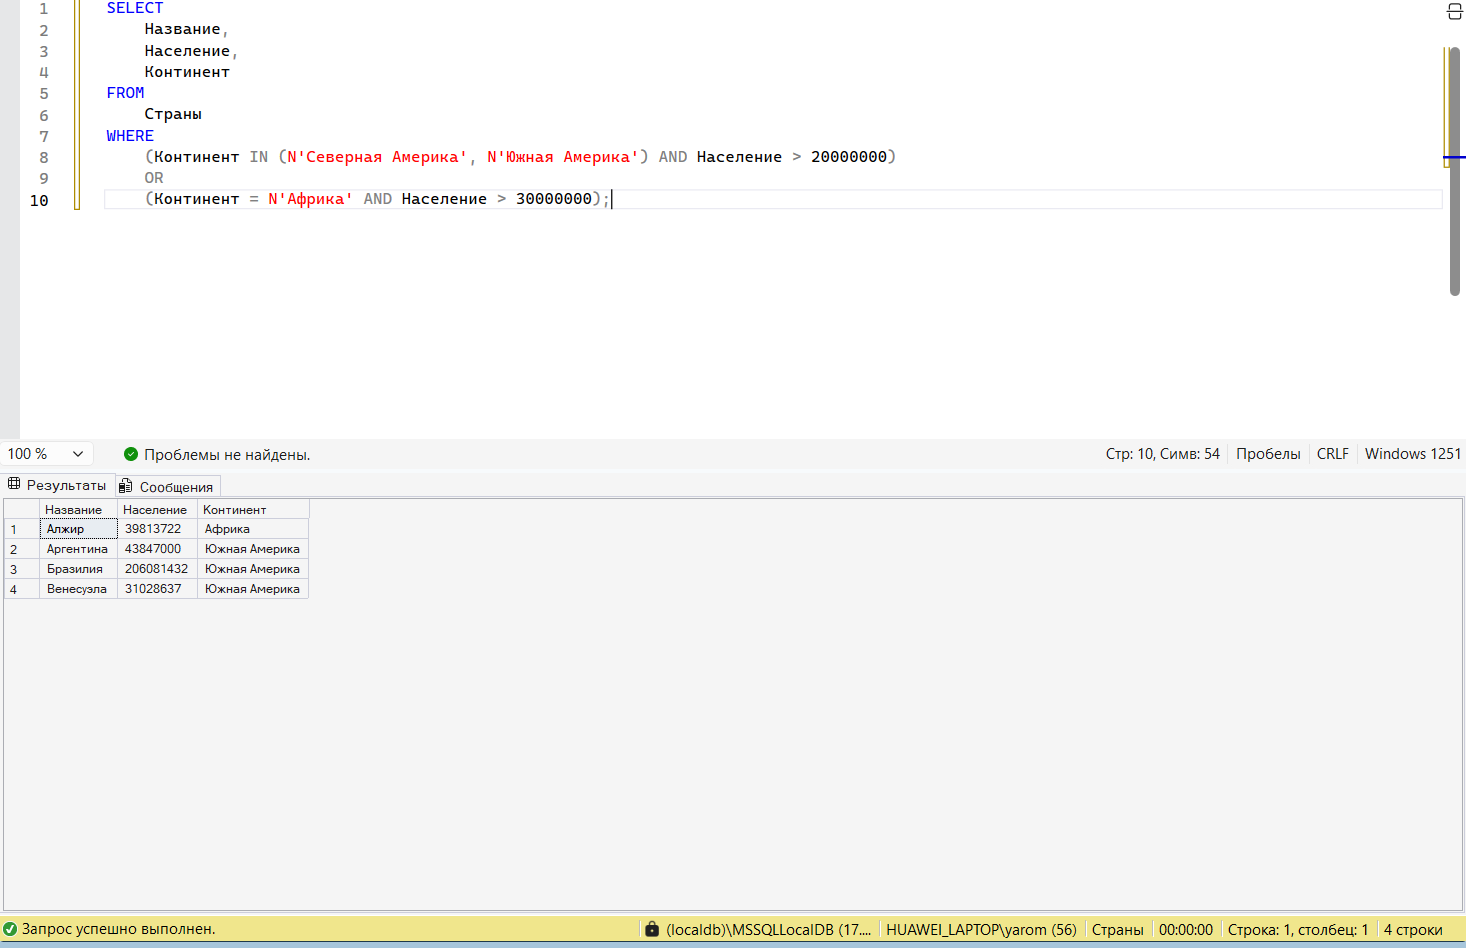 1 SELECT
2 Название,
3 Население,
4 Континент
5 FROM
6 Страны
7 WHERE
8 (Континент IN (N'Северная Америка', N'Южная Америка') AND Население > 20000000)
9 OR
10 (Континент = N'Африка' AND Население > 30000000);
100 % Проблемы не найдены. Стр: 10, Симв: 54 Пробелы CRLF Windows 1251
Результаты Сообщения
Название Население Континент
1 Алжир 39813722 Африка
2 Аргентина 43847000 Южная Америка
3 Бразилия 206081432 Южная Америка
4 Венесуэла 31028637 Южная Америка
Запрос успешно выполнен. (localdb)\MSSQLLocalDB (17.... HUAWEI_LAPTOP\yarom (56) Страны 00:00:00 Строка: 1, столбец: 1 4 строки